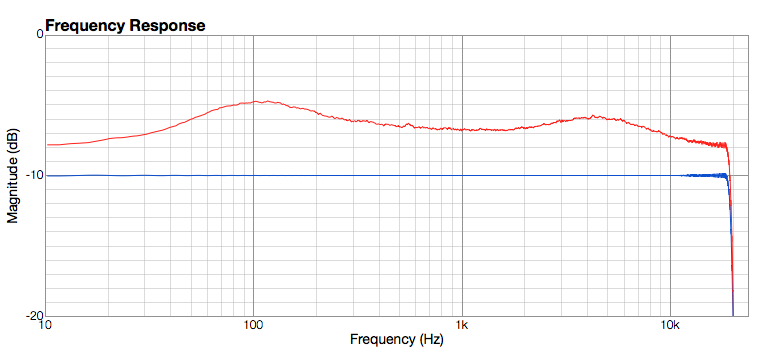 Frequency Response
0
-10
-20
Magnitude (dB)
10
100
1k
10k
Frequency (Hz)